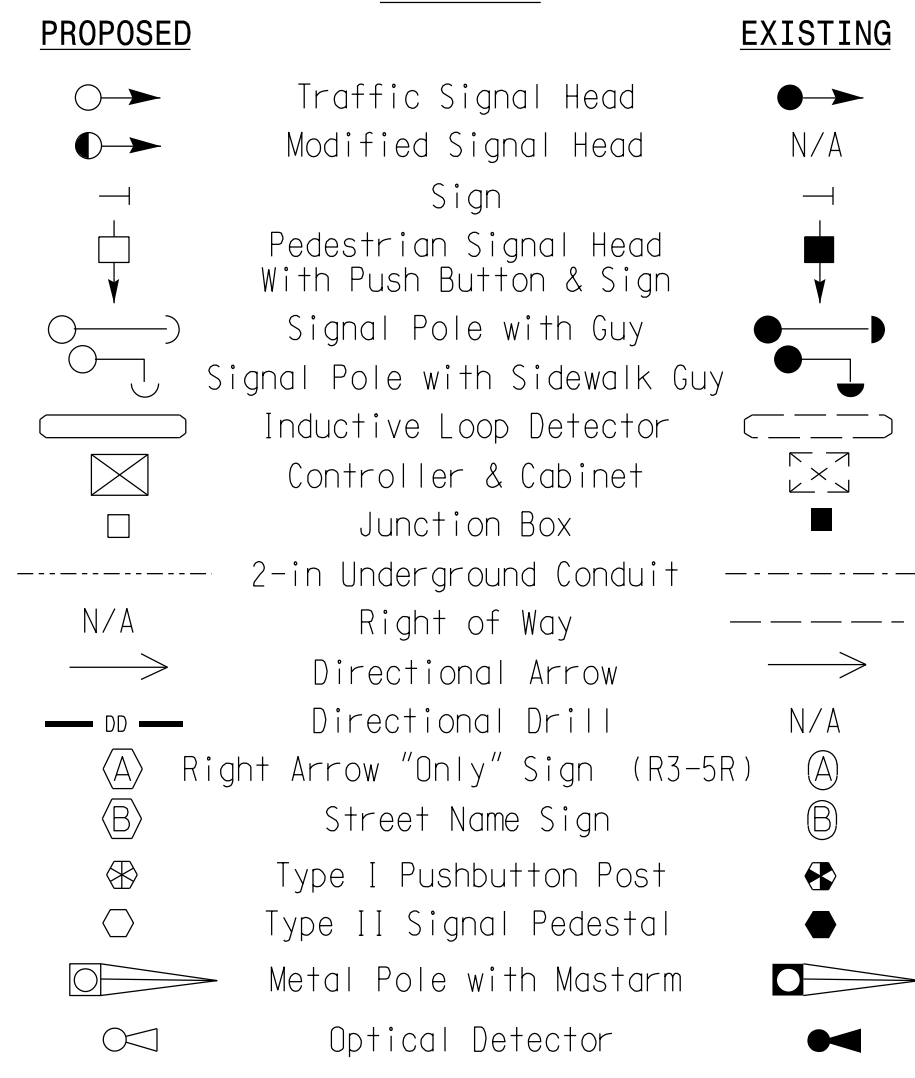 PROPOSED EXISTING
Traffic Signal Head
Modified Signal Head N/A
Sign
Pedestrian Signal Head
With Push Button & Sign
Signal Pole with Guy
Signal Pole with Sidewalk Guy
Inductive Loop Detector
Controller & Cabinet
Junction Box
2-in Underground Conduit
N/A Right of Way
Directional Arrow
DD Directional Drill N/A
A Right Arrow "Only" Sign (R3-5R) A
B Street Name Sign B
Type I Pushbutton Post
Type II Signal Pedestal
Metal Pole with Mastarm
Optical Detector